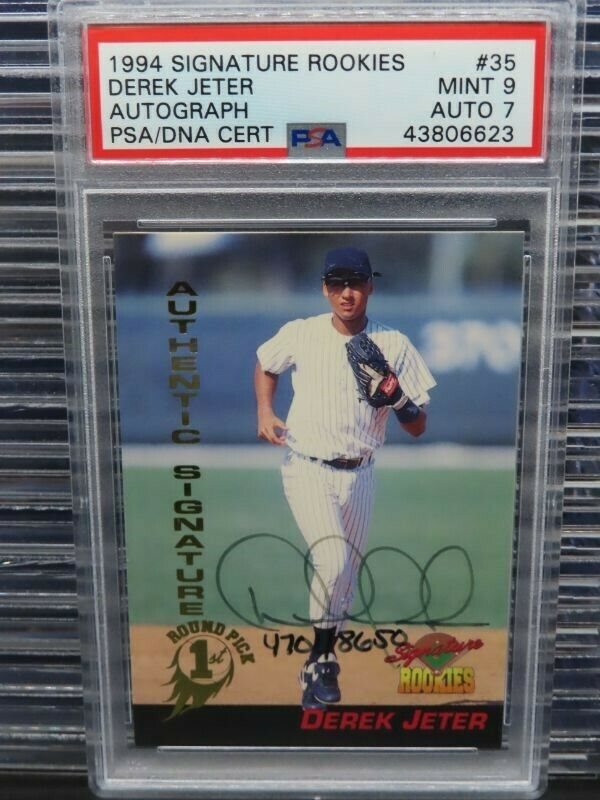 1994 SIGNATURE ROOKIES #35
DEREK JETER MINT 9
AUTOGRAPH AUTO 7
PSA/DNA CERT PSA 43806623
AUTHENTIC SIGNATURE
370
ROUND PICK
1st
470/8650
Signature
ROOKIES
DEREK JETER